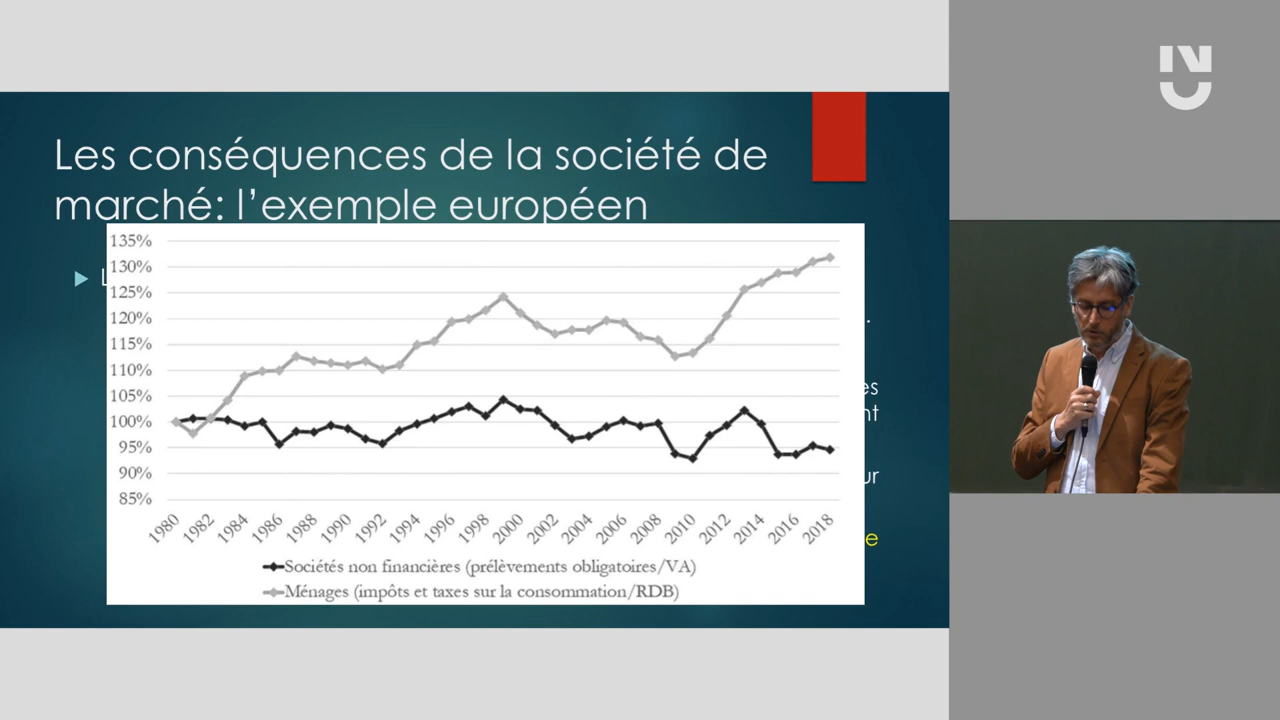 Les conséquences de la société de
marché: l’exemple européen
135%
130%
125%
120%
115%
110%
105%
100%
95%
90%
85%
1980 1982 1984 1986 1988 1990 1992 1994 1996 1998 2000 2002 2004 2006 2008 2010 2012 2014 2016 2018
Sociétés non financières (prélèvements obligatoires/VA)
Ménages (impôts et taxes sur la consommation/RDB)